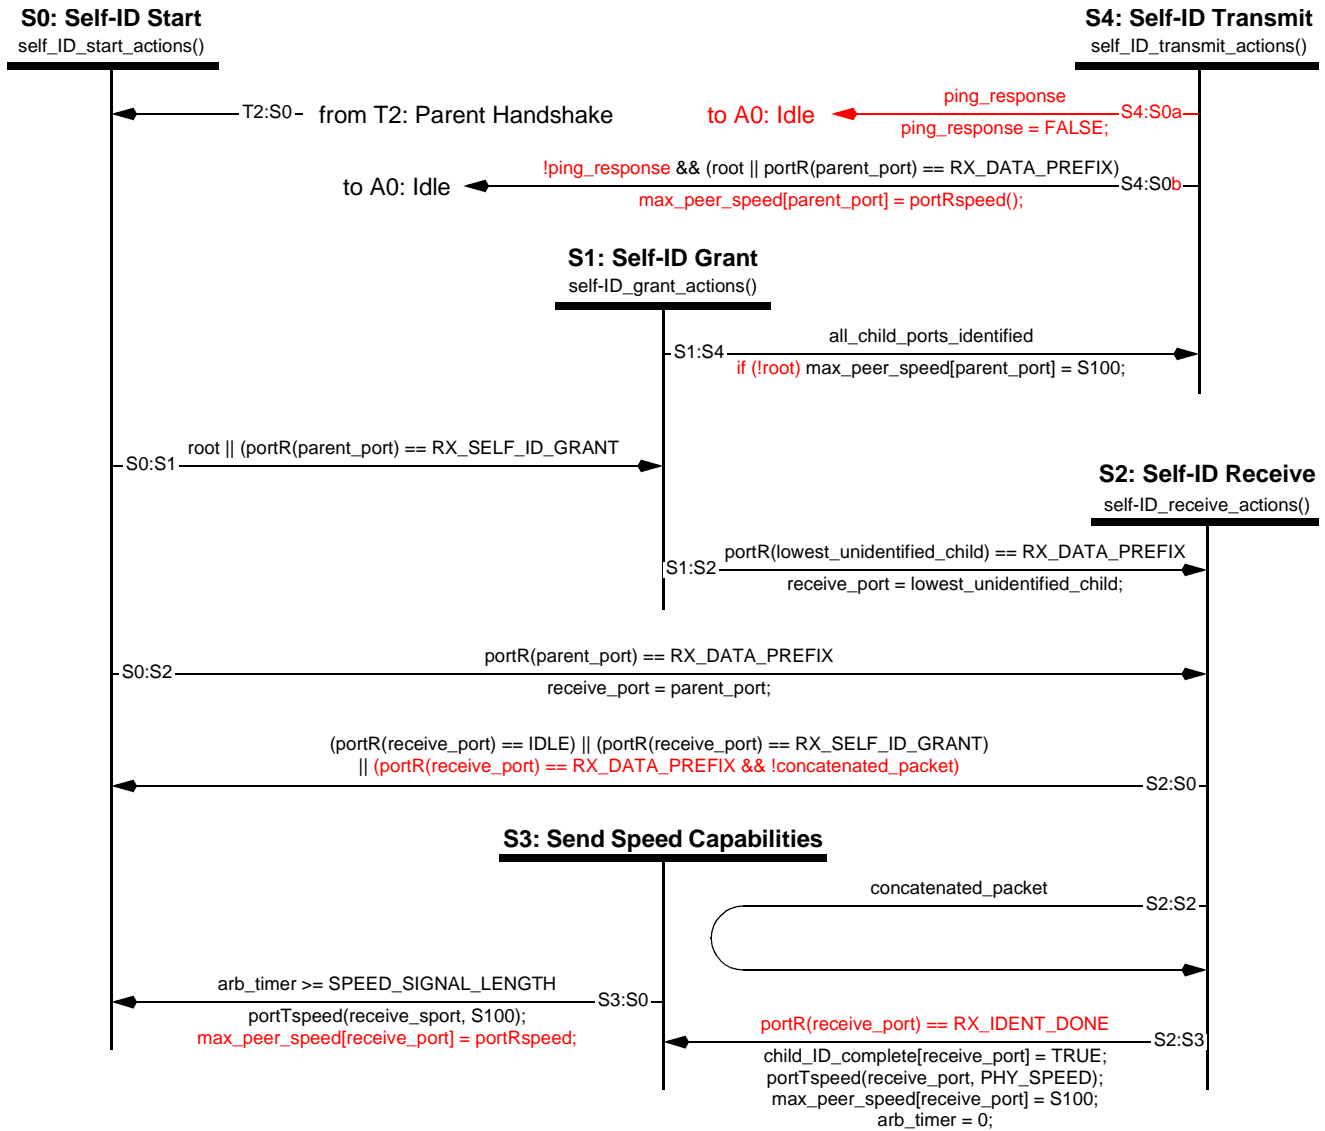 S0: Self-ID Start
self_ID_start_actions()
S4: Self-ID Transmit
self_ID_transmit_actions()
T2:S0
from T2: Parent Handshake
to A0: Idle
ping_response
S4:S0a
ping_response = FALSE;
to A0: Idle
!ping_response && (root || portR(parent_port) == RX_DATA_PREFIX)
S4:S0b
max_peer_speed[parent_port] = portRspeed();
S1: Self-ID Grant
self-ID_grant_actions()
all_child_ports_identified
S1:S4
if (!root) max_peer_speed[parent_port] = S100;
root || (portR(parent_port) == RX_SELF_ID_GRANT
S0:S1
S2: Self-ID Receive
self-ID_receive_actions()
portR(lowest_unidentified_child) == RX_DATA_PREFIX
S1:S2
receive_port = lowest_unidentified_child;
portR(parent_port) == RX_DATA_PREFIX
S0:S2
receive_port = parent_port;
(portR(receive_port) == IDLE) || (portR(receive_port) == RX_SELF_ID_GRANT)
|| (portR(receive_port) == RX_DATA_PREFIX && !concatenated_packet)
S2:S0
S3: Send Speed Capabilities
concatenated_packet
S2:S2
arb_timer >= SPEED_SIGNAL_LENGTH
S3:S0
portTspeed(receive_sport, S100);
max_peer_speed[receive_port] = portRspeed;
portR(receive_port) == RX_IDENT_DONE
S2:S3
child_ID_complete[receive_port] = TRUE;
portTspeed(receive_port, PHY_SPEED);
max_peer_speed[receive_port] = S100;
arb_timer = 0;